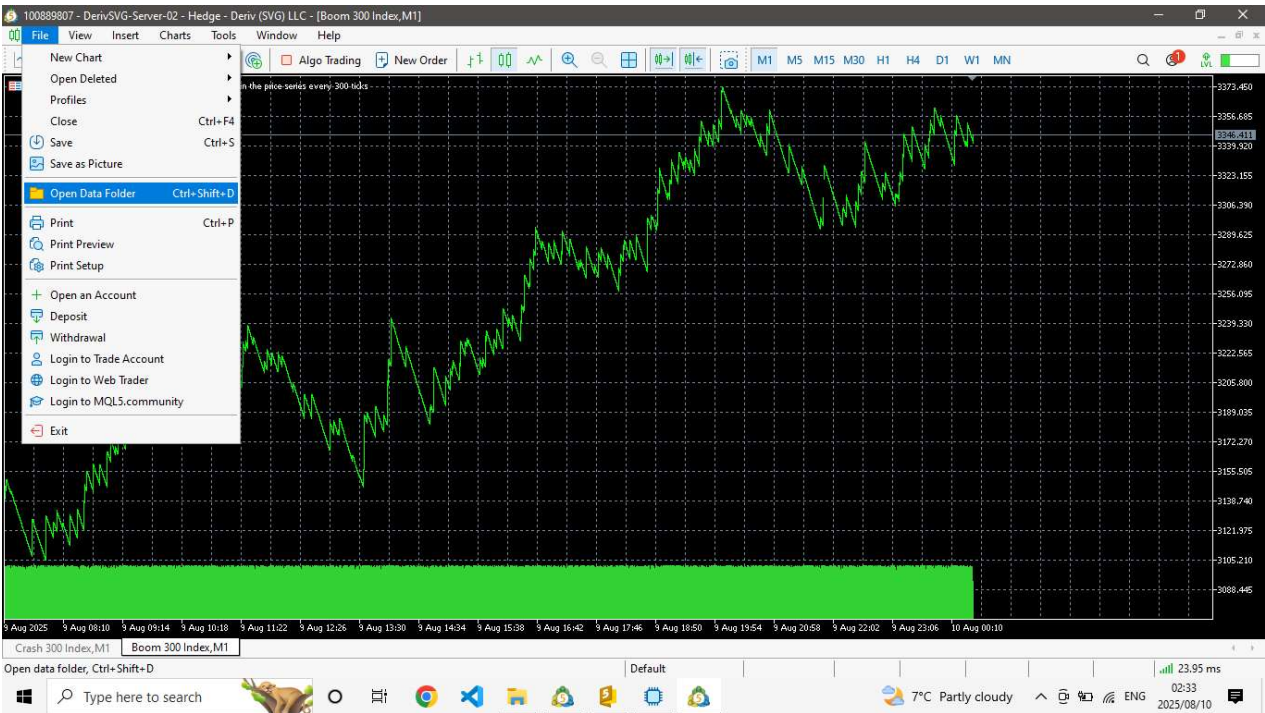 100889807 - DerivSVG-Server-02 - Hedge - Deriv (SVG) LLC - [Boom 300 Index,M1]
File View Insert Charts Tools Window Help
Algo Trading New Order M1 M5 M15 M30 H1 H4 D1 W1 MN LVL
New Chart
Open Deleted
Profiles
Close Ctrl+F4
Save Ctrl+S
Save as Picture
Open Data Folder Ctrl+Shift+D
Print Ctrl+P
Print Preview
Print Setup
Open an Account
Deposit
Withdrawal
Login to Trade Account
Login to Web Trader
Login to MQL5.community
Exit
in the price series every 300 ticks
3373.450
3356.685
3346.411
3339.920
3323.155
3306.390
3289.625
3272.860
3256.095
3239.330
3222.565
3205.800
3189.035
3172.270
3155.505
3138.740
3121.975
3105.210
3088.445
9 Aug 2025 9 Aug 08:10 9 Aug 09:14 9 Aug 10:18 9 Aug 11:22 9 Aug 12:26 9 Aug 13:30 9 Aug 14:34 9 Aug 15:38 9 Aug 16:42 9 Aug 17:46 9 Aug 18:50 9 Aug 19:54 9 Aug 20:58 9 Aug 22:02 9 Aug 23:06 10 Aug 00:10
Crash 300 Index,M1 Boom 300 Index,M1
Open data folder, Ctrl+Shift+D Default 23.95 ms
Type here to search 7°C Partly cloudy ENG 02:33
2025/08/10